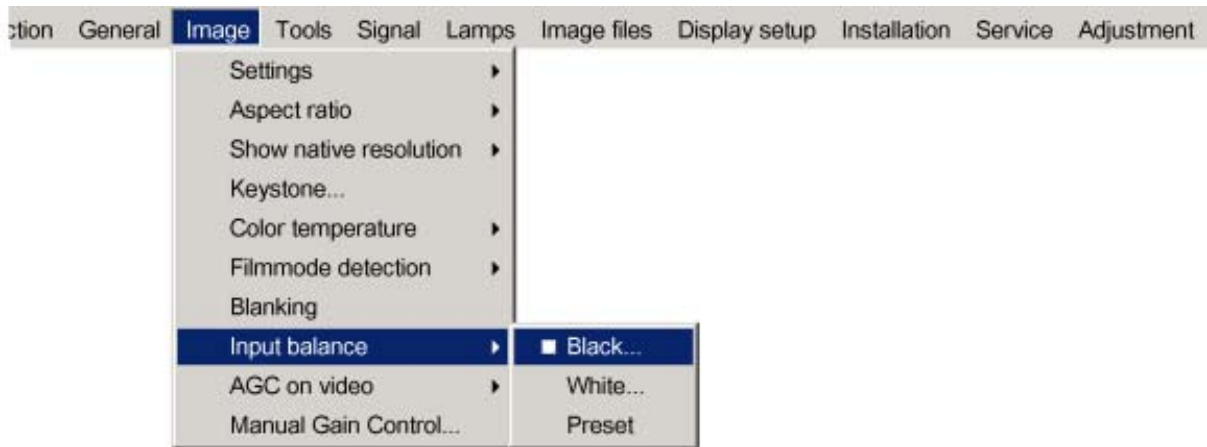 ction General Image Tools Signal Lamps Image files Display setup Installation Service Adjustment
Settings
Aspect ratio
Show native resolution
Keystone...
Color temperature
Filmmode detection
Blanking
Input balance
Black...
AGC on video
White...
Manual Gain Control...
Preset